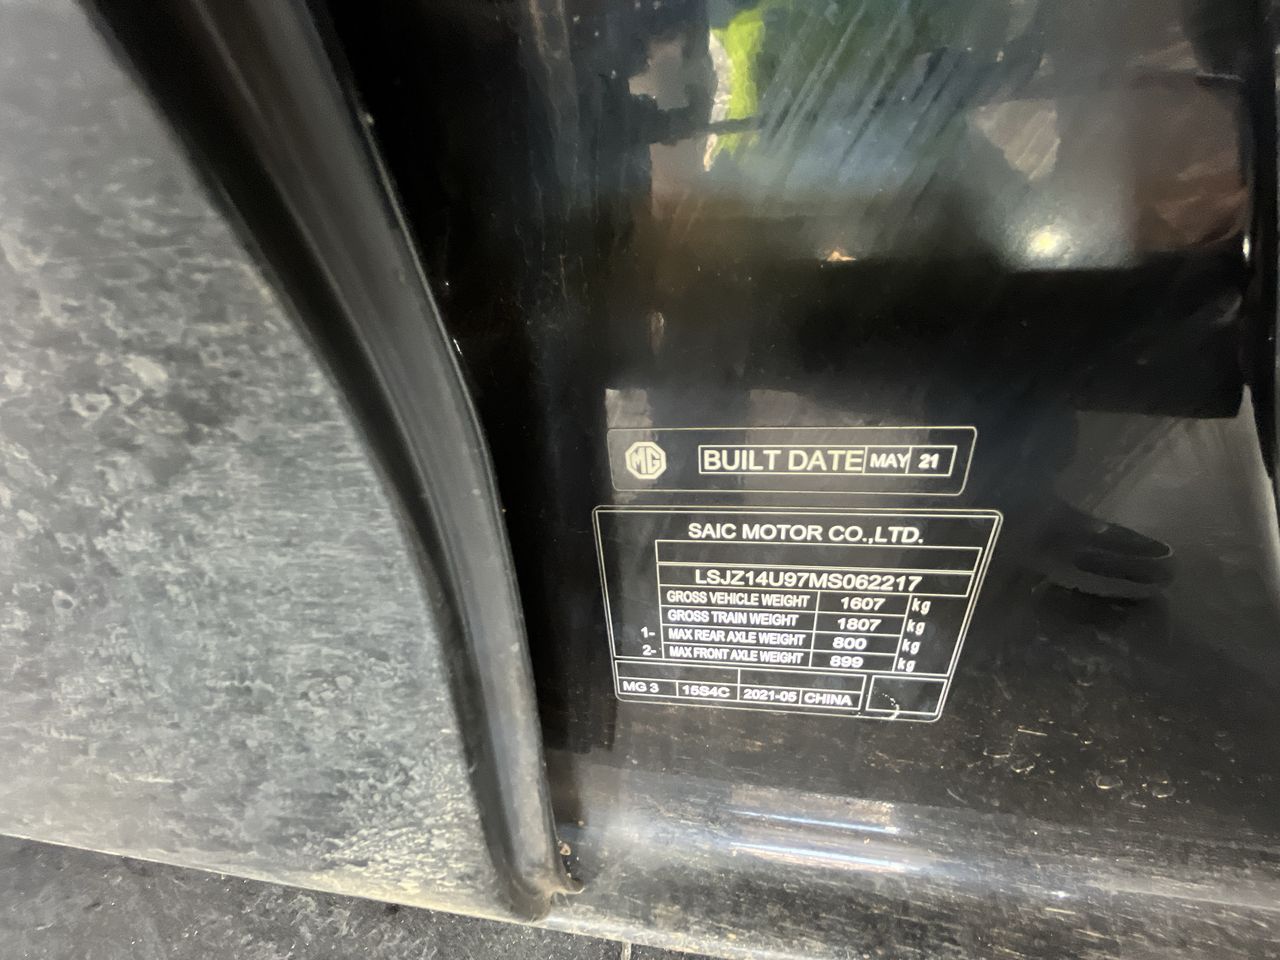 MG BUILT DATE MAY 21
SAIC MOTOR CO.,LTD.
LSJZ14U97MS062217
GROSS VEHICLE WEIGHT 1607 kg
GROSS TRAIN WEIGHT 1807 kg
1- MAX REAR AXLE WEIGHT 800 kg
2- MAX FRONT AXLE WEIGHT 899 kg
MG 3 15S4C 2021-05 CHINA